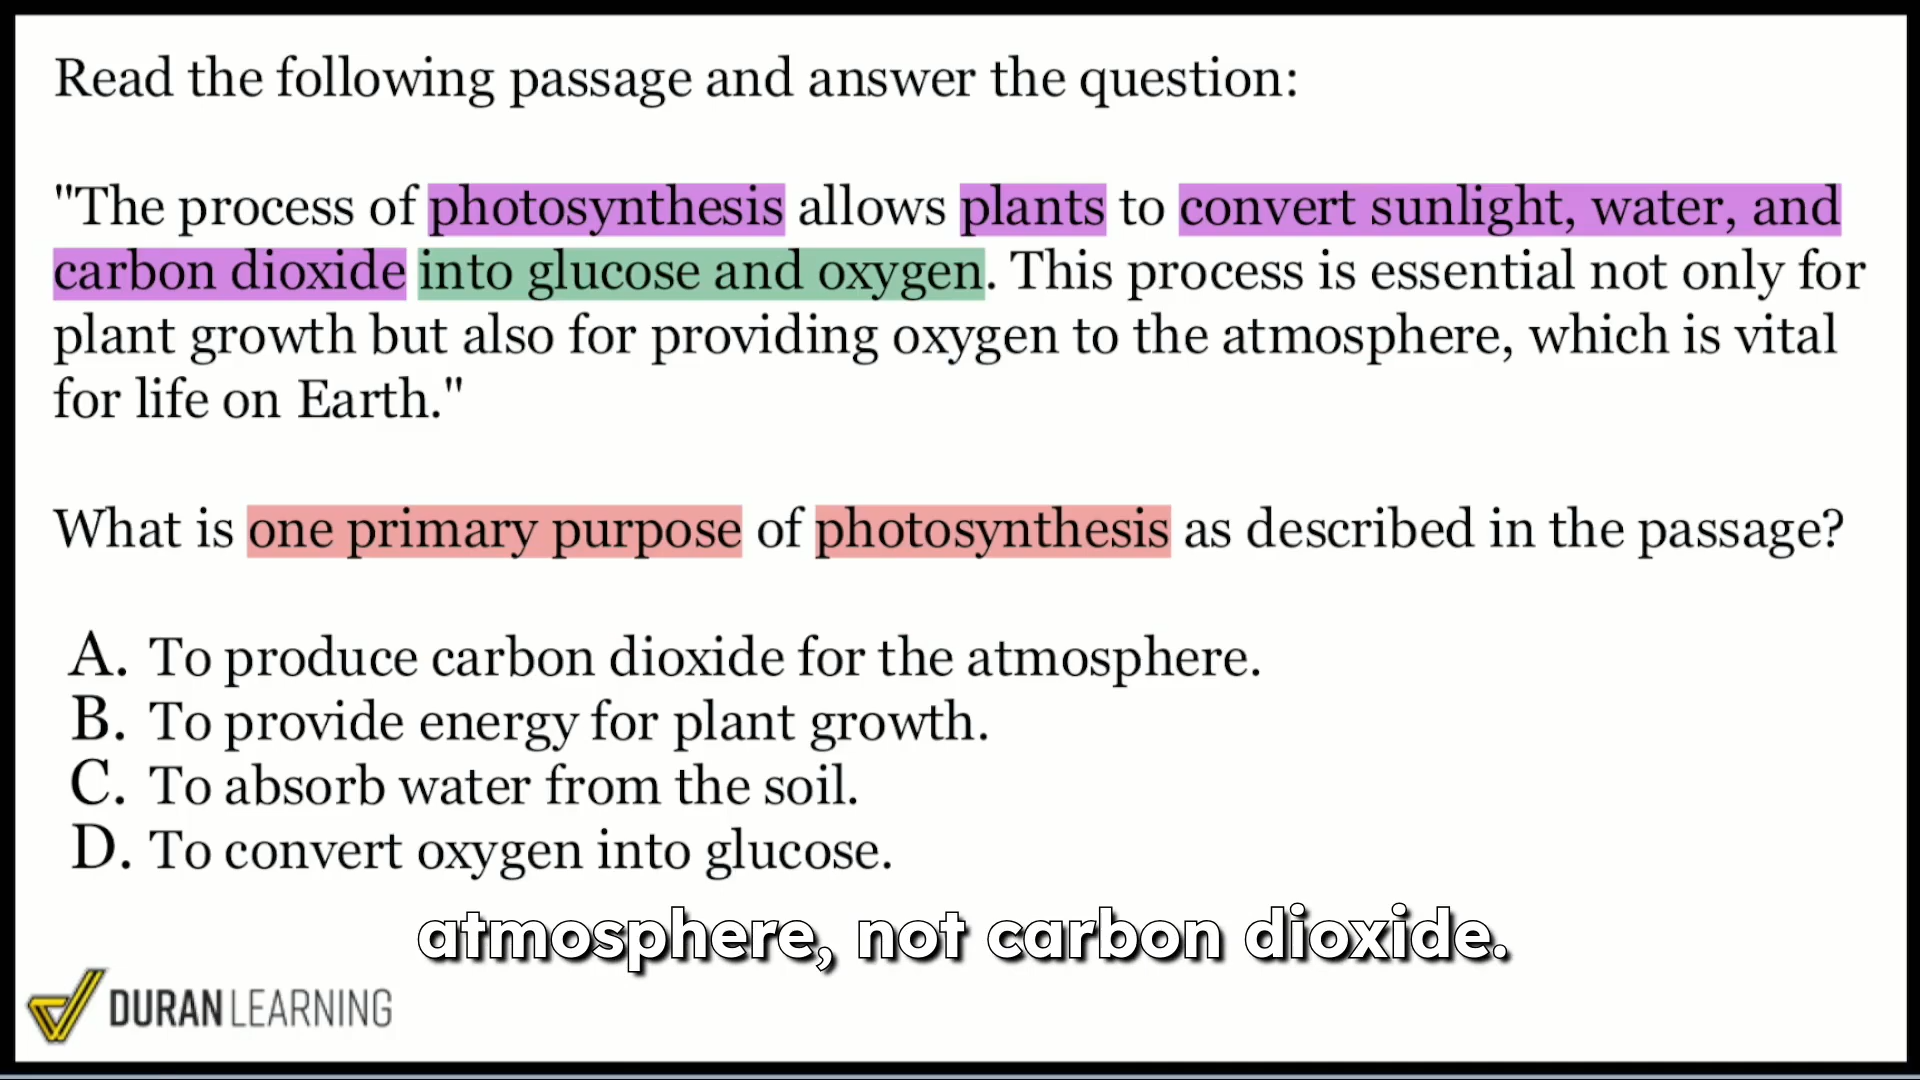 Read the following passage and answer the question:
"The process of photosynthesis allows plants to convert sunlight, water, and
carbon dioxide into glucose and oxygen. This process is essential not only for
plant growth but also for providing oxygen to the atmosphere, which is vital
for life on Earth."
What is one primary purpose of photosynthesis as described in the passage?
A. To produce carbon dioxide for the atmosphere.
B. To provide energy for plant growth.
C. To absorb water from the soil.
D. To convert oxygen into glucose.
atmosphere, not carbon dioxide.
DURAN LEARNING